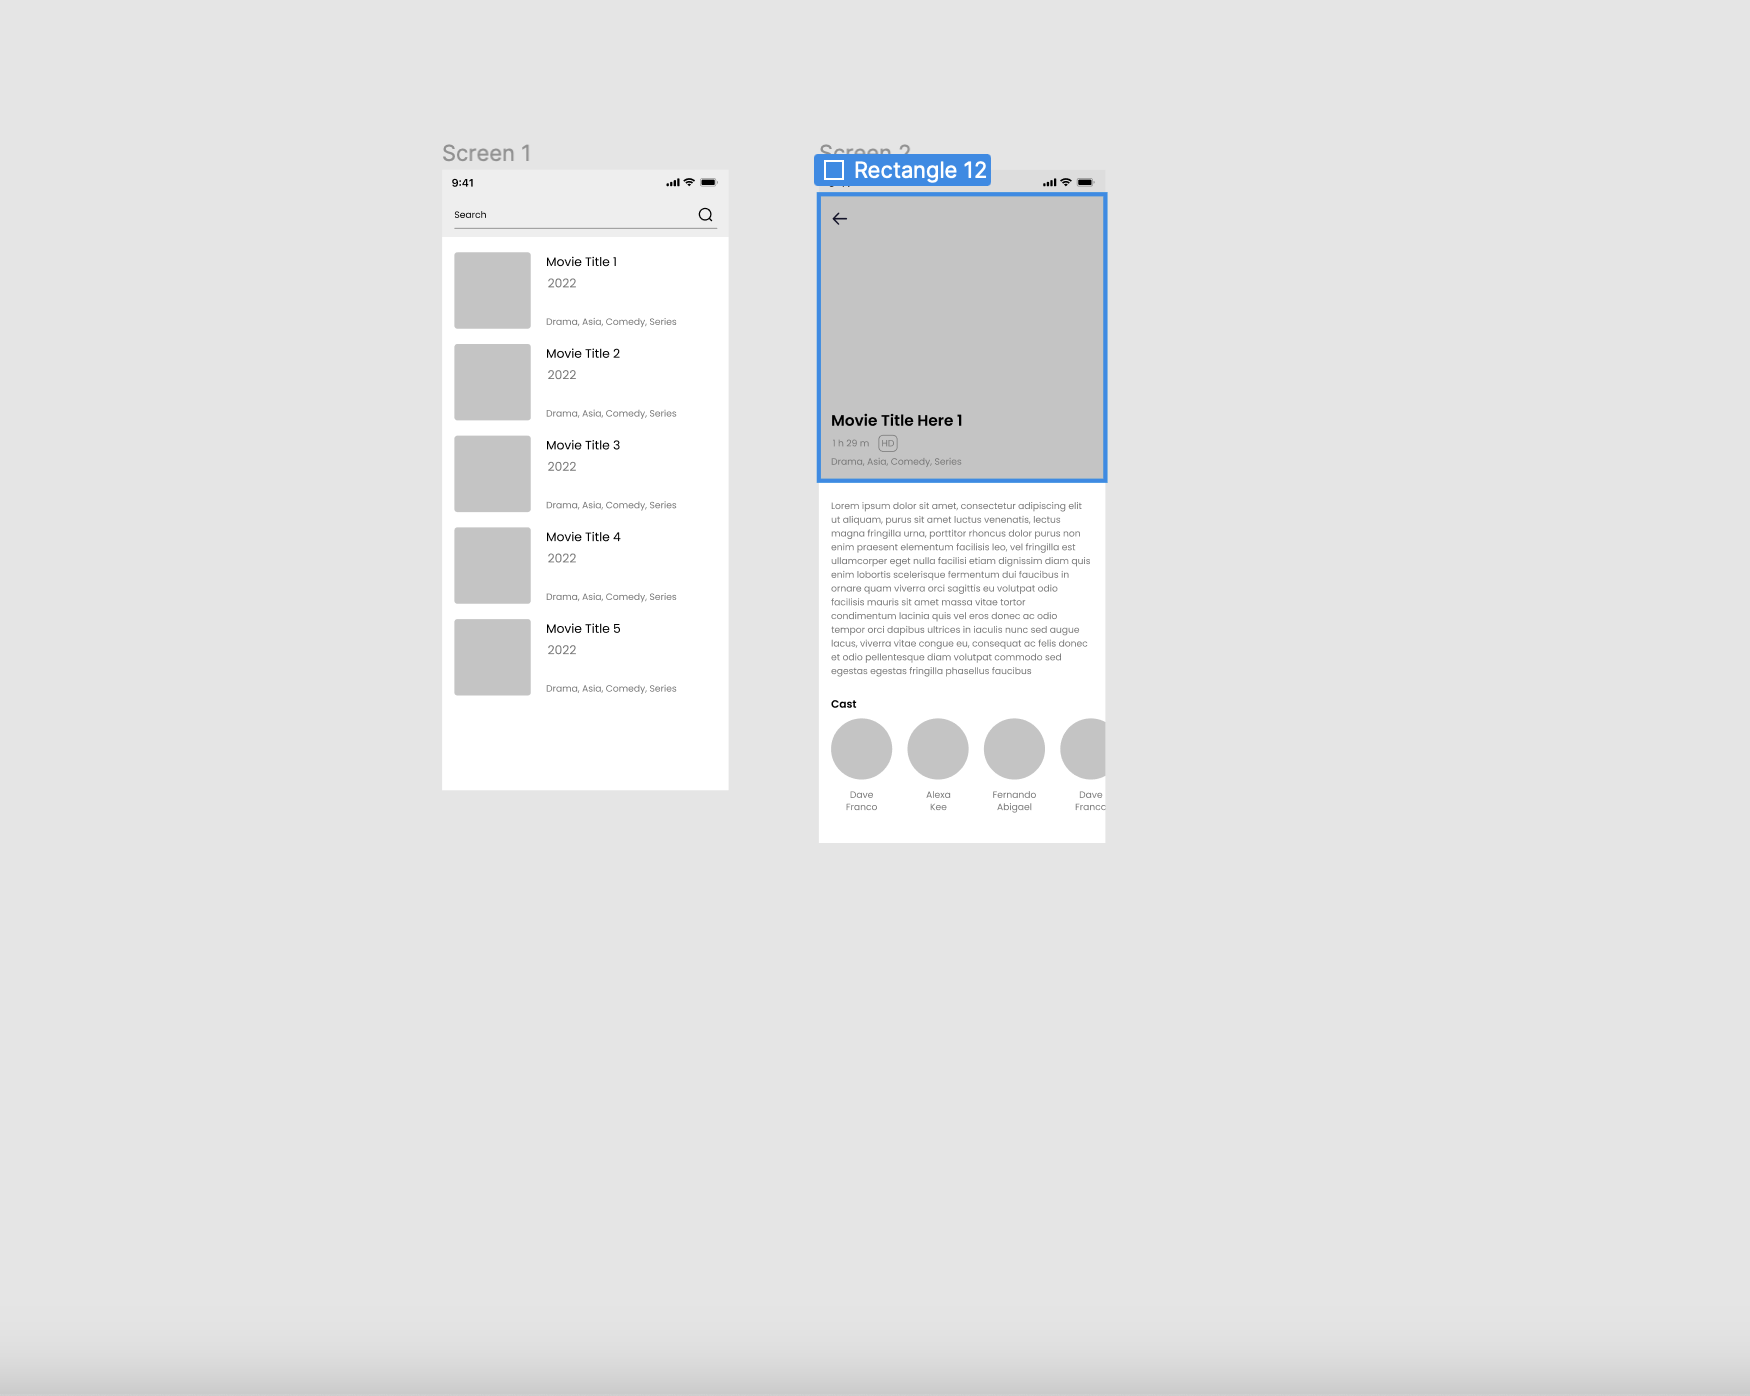 Screen 1
9:41
Search
Movie Title 1
2022
Drama, Asia, Comedy, Series
Movie Title 2
2022
Drama, Asia, Comedy, Series
Movie Title 3
2022
Drama, Asia, Comedy, Series
Movie Title 4
2022
Drama, Asia, Comedy, Series
Movie Title 5
2022
Drama, Asia, Comedy, Series
Screen 2
Rectangle 12
Movie Title Here 1
1 h 29 m HD
Drama, Asia, Comedy, Series
Lorem ipsum dolor sit amet, consectetur adipiscing elit
ut aliquam, purus sit amet luctus venenatis, lectus
magna fringilla urna, porttitor rhoncus dolor purus non
enim praesent elementum facilisis leo, vel fringilla est
ullamcorper eget nulla facilisi etiam dignissim diam quis
enim lobortis scelerisque fermentum dui faucibus in
ornare quam viverra orci sagittis eu volutpat odio
facilisis mauris sit amet massa vitae tortor
condimentum lacinia quis vel eros donec ac odio
tempor orci dapibus ultrices in iaculis nunc sed augue
lacus, viverra vitae congue eu, consequat ac felis donec
et odio pellentesque diam volutpat commodo sed
egestas egestas fringilla phasellus faucibus
Cast
Dave
Franco
Alexa
Kee
Fernando
Abigael
Dave
Franc